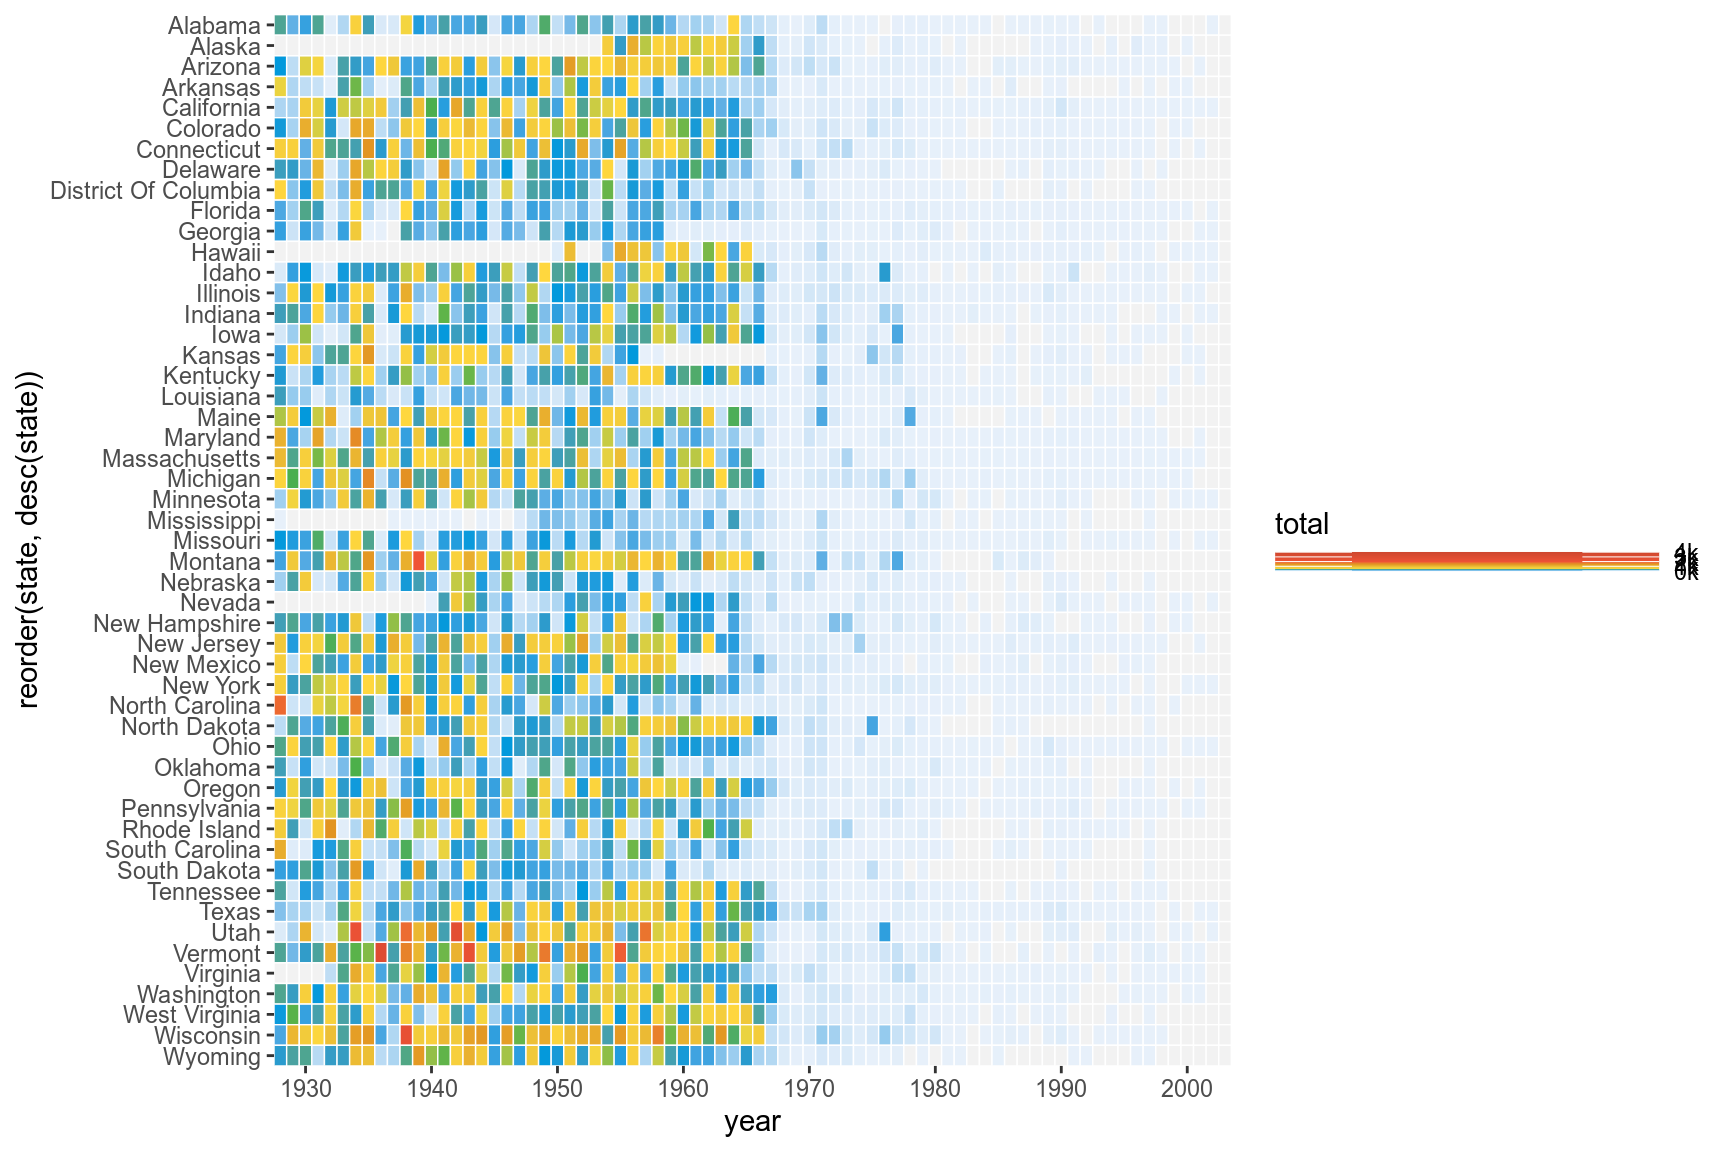 Alabama
Alaska
Arizona
Arkansas
California
Colorado
Connecticut
Delaware
District Of Columbia
Florida
Georgia
Hawaii
Idaho
Illinois
Indiana
Iowa
Kansas
Kentucky
Louisiana
Maine
Maryland
Massachusetts
Michigan
Minnesota
Mississippi
Missouri
Montana
Nebraska
Nevada
New Hampshire
New Jersey
New Mexico
New York
North Carolina
North Dakota
Ohio
Oklahoma
Oregon
Pennsylvania
Rhode Island
South Carolina
South Dakota
Tennessee
Texas
Utah
Vermont
Virginia
Washington
West Virginia
Wisconsin
Wyoming
reorder(state, desc(state))
1930 1940 1950 1960 1970 1980 1990 2000
year
total
4k
0k